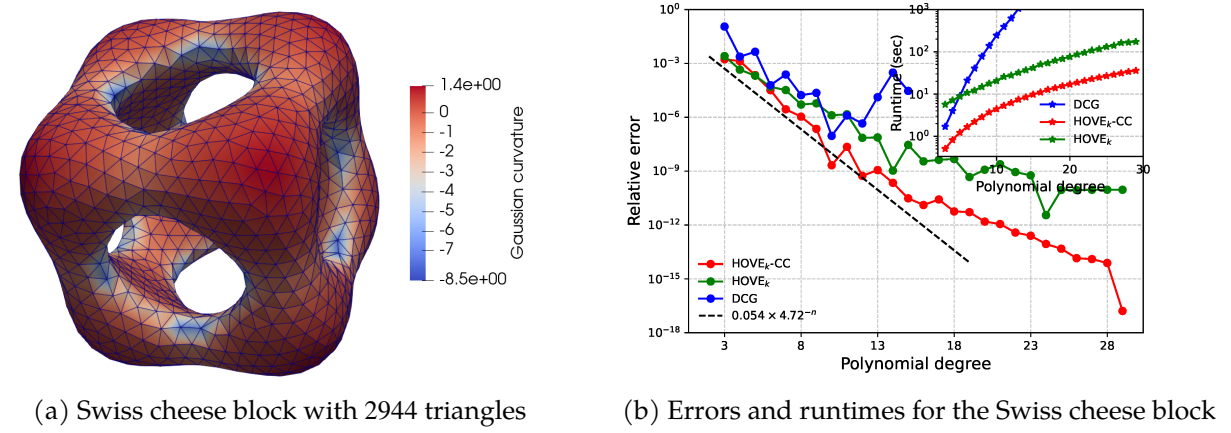 1.4e+00
0
-1
-2
-4
-5
-6
-7
-8.5e+00
Gaussian curvature
(a) Swiss cheese block with 2944 triangles
10^0
10^-3
10^-6
10^-9
10^-12
10^-15
10^-18
Relative error
3
8
13
18
23
28
Polynomial degree
HOVE_k-CC
HOVE_k
DCG
0.054 × 4.72^-n
10^3
10^2
10^1
10^0
Runtime (sec)
DCG
HOVE_k-CC
HOVE_k
10
20
30
Polynomial degree
(b) Errors and runtimes for the Swiss cheese block